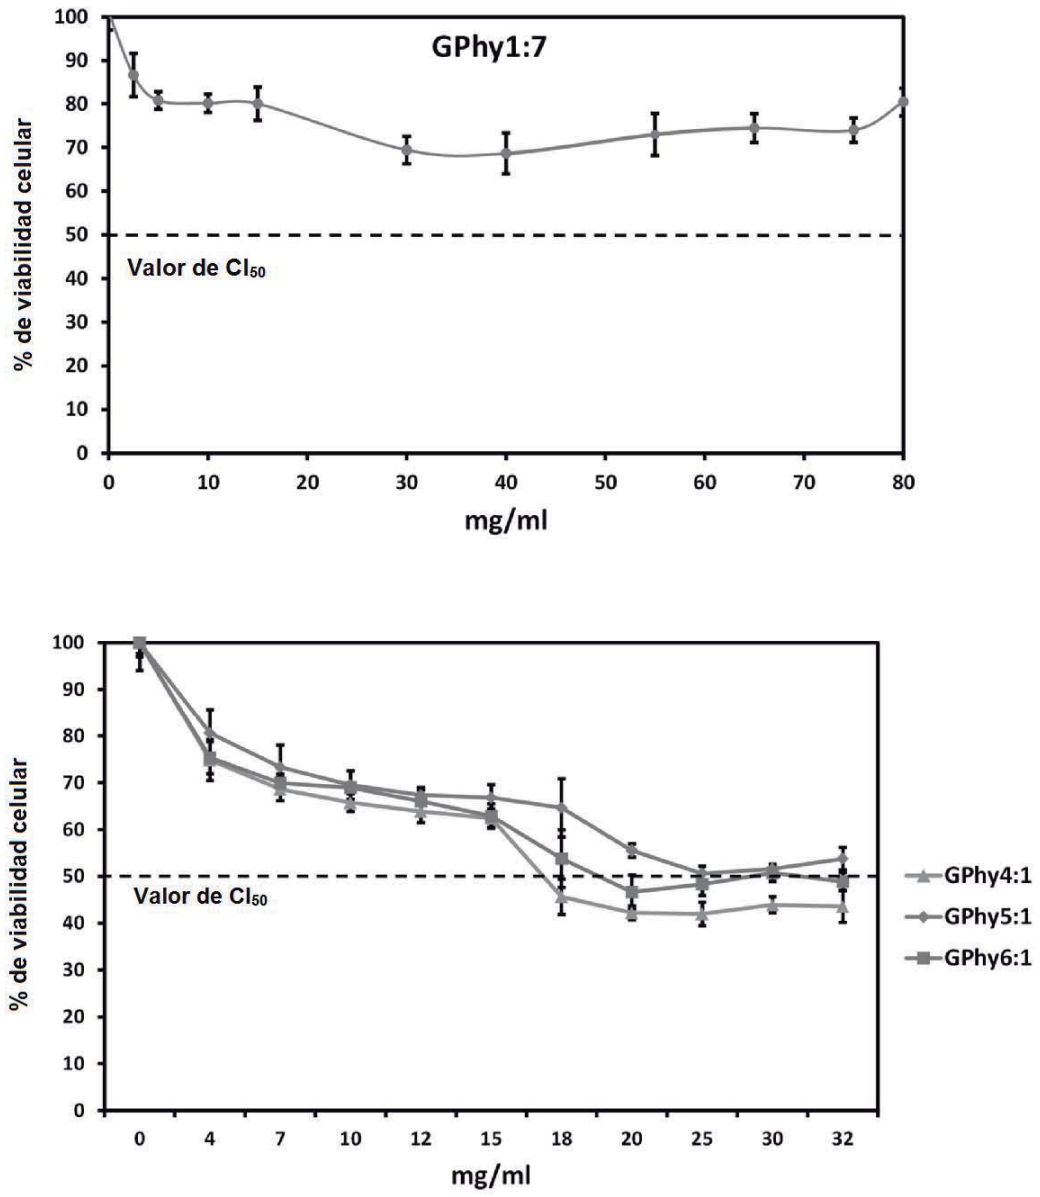 GPhy1:7
% de viabilidad celular
100
90
80
70
60
50
40
30
20
10
0
Valor de CI₅₀
0 10 20 30 40 50 60 70 80
mg/ml
% de viabilidad celular
100
90
80
70
60
50
40
30
20
10
0
Valor de CI₅₀
GPhy4:1
GPhy5:1
GPhy6:1
0 4 7 10 12 15 18 20 25 30 32
mg/ml